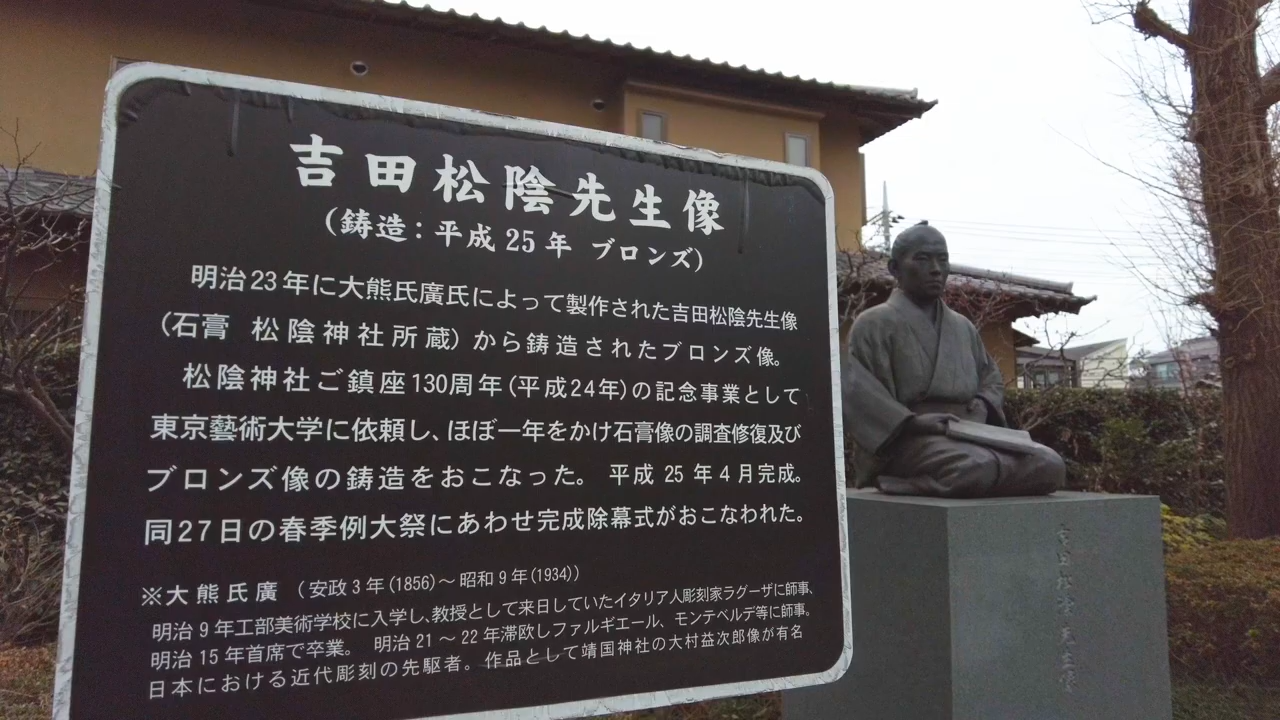 吉田松陰先生像
(鋳造:平成25年 ブロンズ)
明治23年に大熊氏廣氏によって製作された吉田松陰先生像
(石膏 松陰神社所蔵)から鋳造されたブロンズ像。
松陰神社ご鎮座130周年(平成24年)の記念事業として
東京藝術大学に依頼し、ほぼ一年をかけ石膏像の調査修復及び
ブロンズ像の鋳造をおこなった。 平成25年4月完成。
同27日の春季例大祭にあわせ完成除幕式がおこなわれた。
※大熊氏廣 (安政3年(1856)～昭和9年(1934))
明治9年工部美術学校に入学し、教授として来日していたイタリア人彫刻家ラグーザに師事、
明治15年首席で卒業。 明治21～22年滞欧しファルギエール、モンテベルデ等に師事。
日本における近代彫刻の先駆者。作品として靖国神社の大村益次郎像が有名
吉田松陰先生像